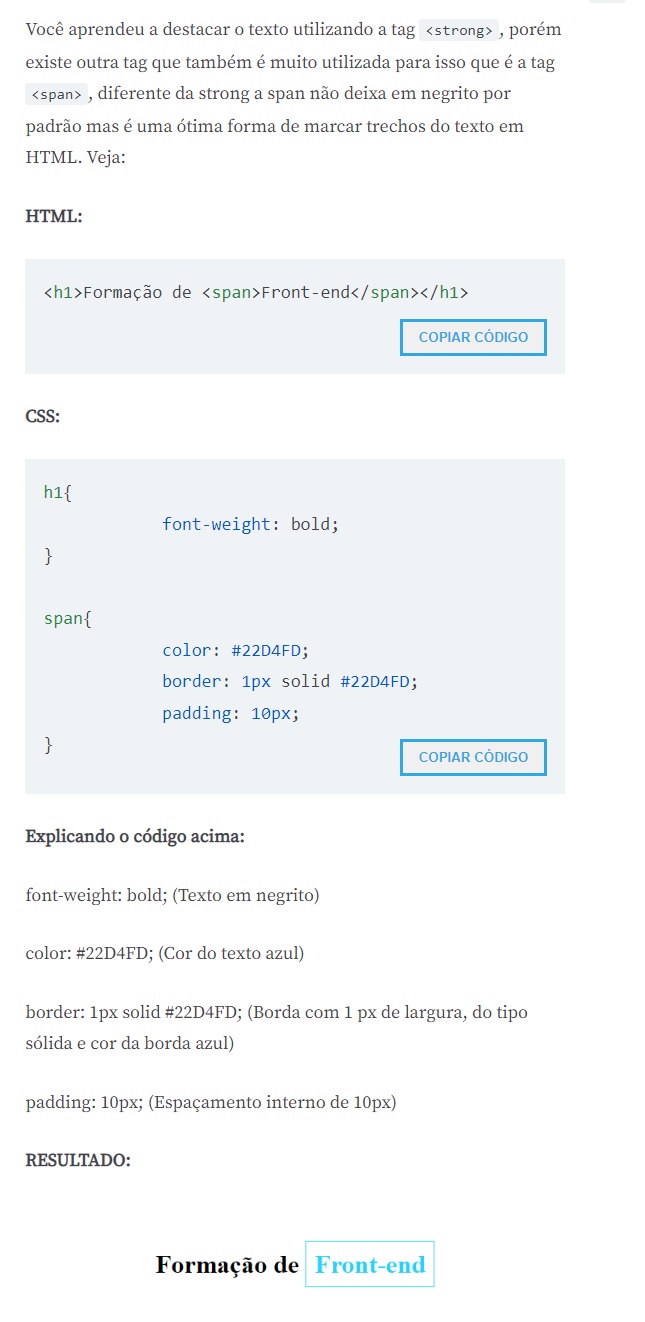 Você aprendeu a destacar o texto utilizando a tag <strong> , porém
existe outra tag que também é muito utilizada para isso que é a tag
<span> , diferente da strong a span não deixa em negrito por
padrão mas é uma ótima forma de marcar trechos do texto em
HTML. Veja:
HTML:
<h1>Formação de <span>Front-end</span></h1>
COPIAR CÓDIGO
CSS:
h1{
font-weight: bold;
}
span{
color: #22D4FD;
border: 1px solid #22D4FD;
padding: 10px;
}
COPIAR CÓDIGO
Explicando o código acima:
font-weight: bold; (Texto em negrito)
color: #22D4FD; (Cor do texto azul)
border: 1px solid #22D4FD; (Borda com 1 px de largura, do tipo
sólida e cor da borda azul)
padding: 10px; (Espaçamento interno de 10px)
RESULTADO:
Formação de Front-end